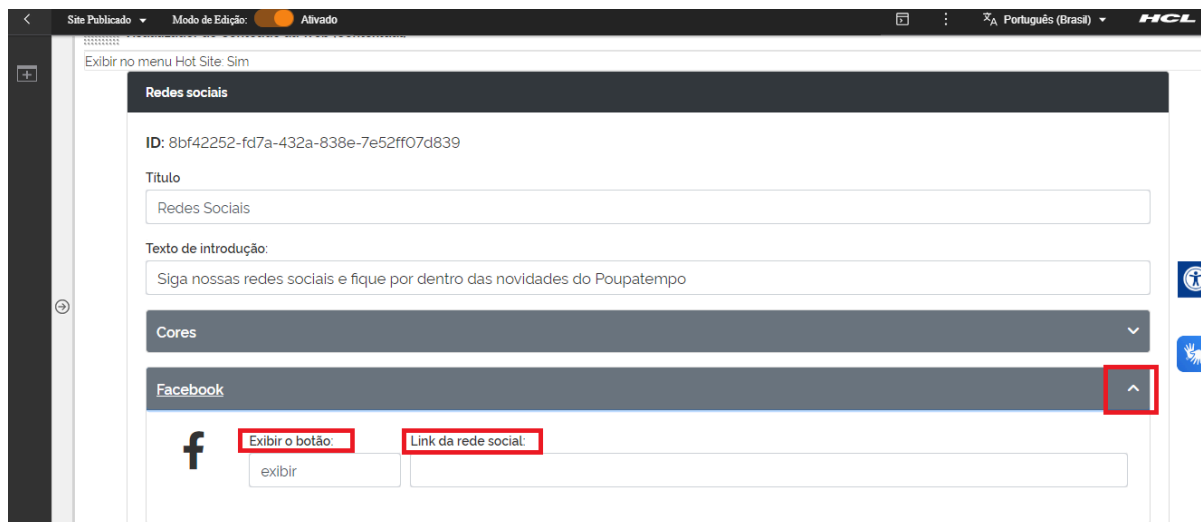 Site Publicado
Modo de Edição:
Ativado
Português (Brasil)
HCL
Exibir no menu Hot Site: Sim
Redes sociais
ID: 8bf42252-fd7a-432a-838e-7e52ff07d839
Título
Redes Sociais
Texto de introdução:
Siga nossas redes sociais e fique por dentro das novidades do Poupatempo
Cores
Facebook
Exibir o botão:
Link da rede social:
exibir